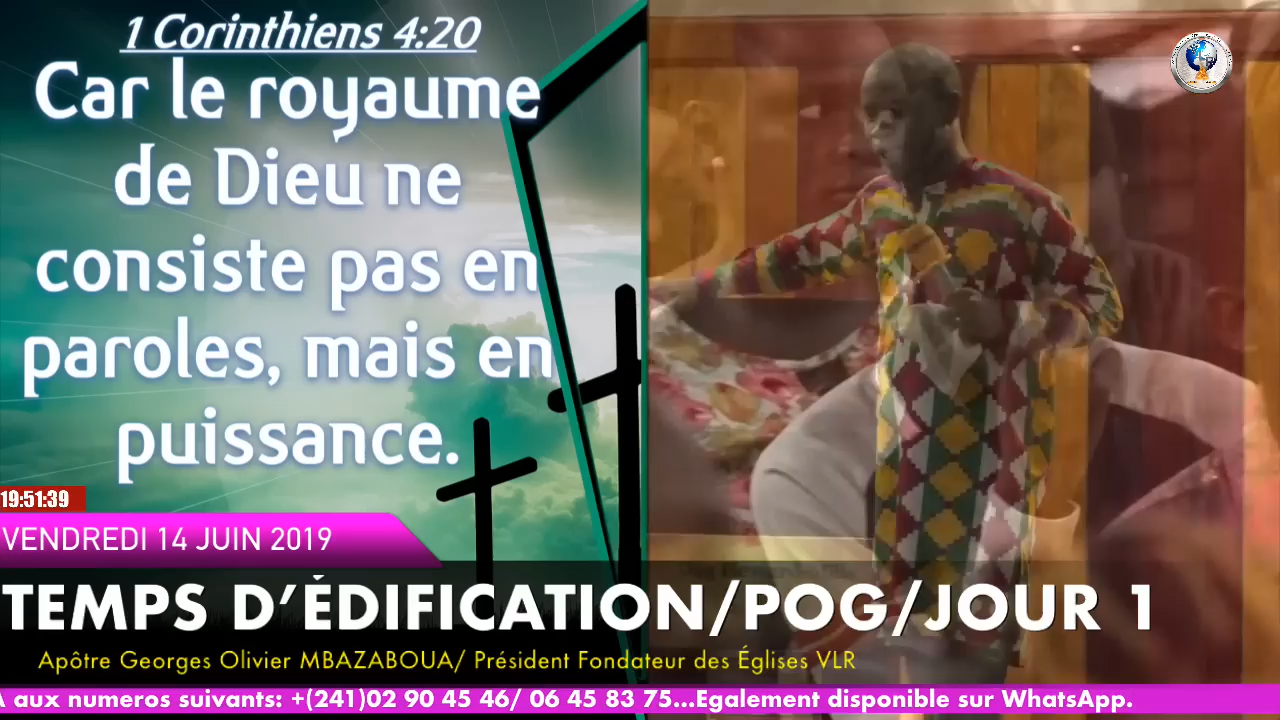 1 Corinthiens 4:20
Car le royaume
de Dieu ne
consiste pas en
paroles, mais en
puissance.
19:51:39
VENDREDI 14 JUIN 2019
TEMPS D’ÉDIFICATION/POG/JOUR 1
Apôtre Georges Olivier MBAZABOUA/ Président Fondateur des Églises VLR
A aux numeros suivants: +(241)02 90 45 46/ 06 45 83 75...Egalement disponible sur WhatsApp.